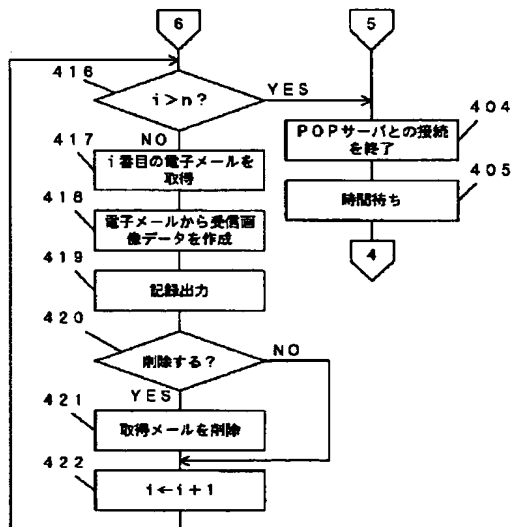 6
5
416
i>n?
YES
NO
404
POPサーバとの接続
を終了
417
i番目の電子メールを
取得
405
時間待ち
418
電子メールから受信画
像データを作成
4
419
記録出力
420
削除する?
NO
YES
421
取得メールを削除
422
i←i+1